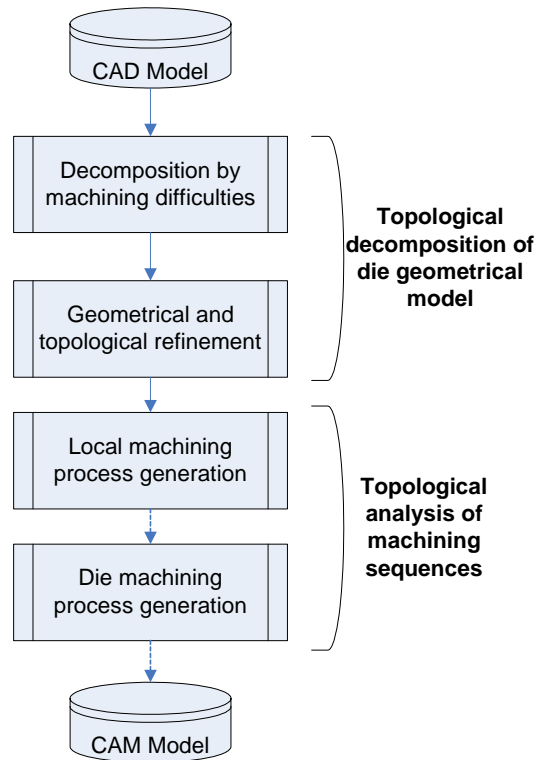 CAD Model
Decomposition by
machining difficulties
Topological
decomposition of
die geometrical
model
Geometrical and
topological refinement
Local machining
process generation
Topological
analysis of
machining
sequences
Die machining
process generation
CAM Model